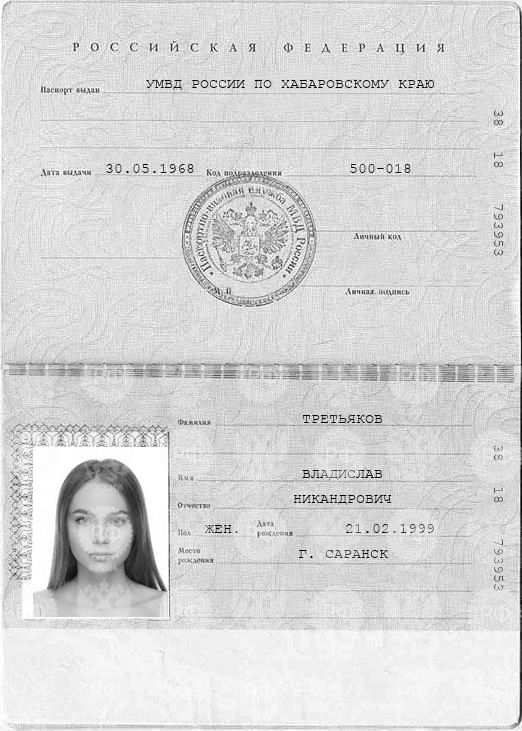 РОССИЙСКАЯ ФЕДЕРАЦИЯ
Паспорт выдан УМВД РОССИИ ПО ХАБАРОВСКОМУ КРАЮ
38 18 793953
Дата выдачи 30.05.1968 Код подразделения 500-018
Паспортно-визовая служба МВД России
Личный код
М.П.
Личная подпись
Фамилия ТРЕТЬЯКОВ
38 18 793953
Имя ВЛАДИСЛАВ
Отчество НИКАНДРОВИЧ
Пол ЖЕН. Дата рождения 21.02.1999
Место рождения Г. САРАНСК